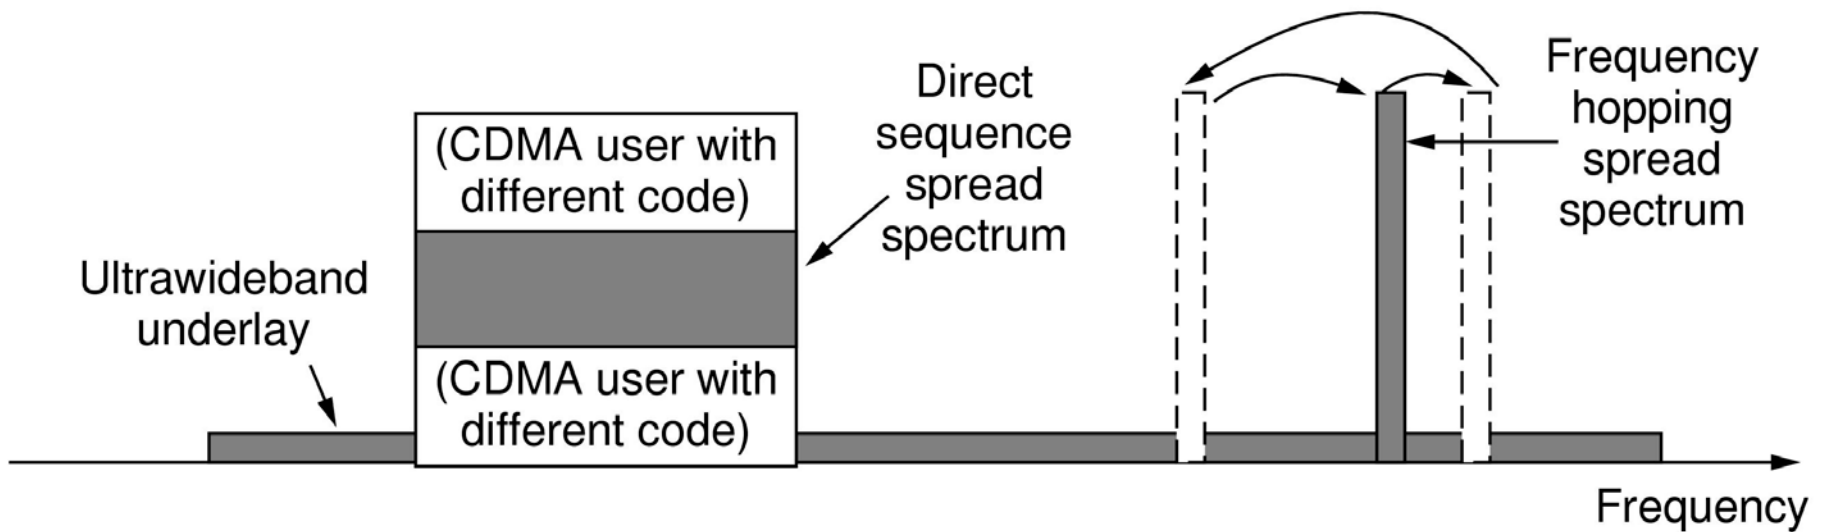 Ultrawideband
underlay
(CDMA user with
different code)
(CDMA user with
different code)
Direct
sequence
spread
spectrum
Frequency
hopping
spread
spectrum
Frequency